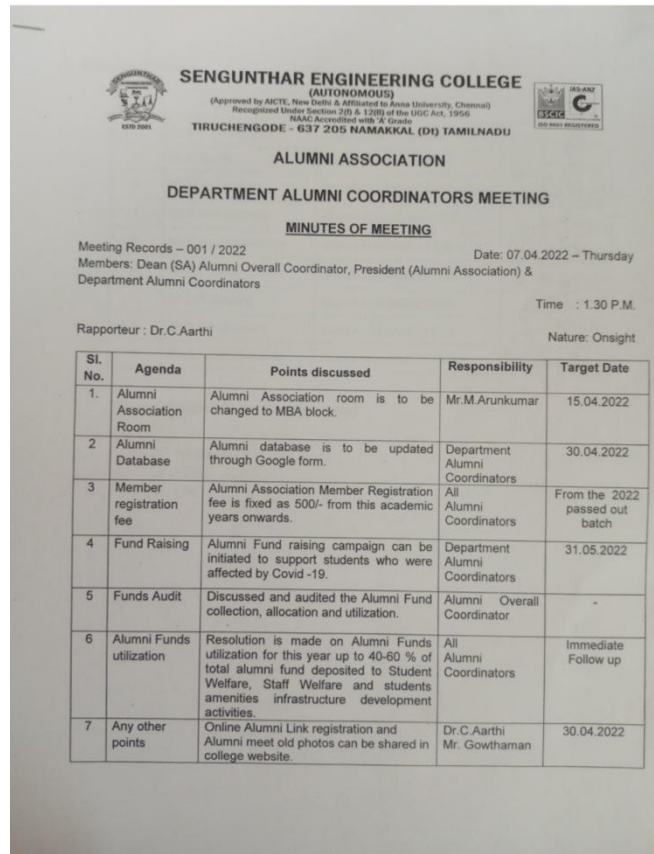 SENGUNTHAR ENGINEERING COLLEGE
(AUTONOMOUS)
(Approved by AICTE, New Delhi & Affiliated to Anna University, Chennai)
Recognized Under Section 2(f) & 12(B) of the UGC Act, 1956
NAAC Accredited with 'A' Grade
TIRUCHENGODE - 637 205 NAMAKKAL (Dt) TAMILNADU
SENGUNTHAR
ESTD 2001
JAS-ANZ
BSCIC
ISO 9001 REGISTERED
ALUMNI ASSOCIATION
DEPARTMENT ALUMNI COORDINATORS MEETING
MINUTES OF MEETING
Meeting Records – 001 / 2022
Date: 07.04.2022 – Thursday
Members: Dean (SA) Alumni Overall Coordinator, President (Alumni Association) &
Department Alumni Coordinators
Time : 1.30 P.M.
Rapporteur : Dr.C.Aarthi
Nature: Onsight
Sl. No. Agenda Points discussed Responsibility Target Date
1. Alumni Association Room
Alumni Association room is to be
changed to MBA block.
Mr.M.Arunkumar
15.04.2022
2 Alumni
Database
Alumni database is to be updated
through Google form.
Department
Alumni
Coordinators
30.04.2022
3 Member
registration
fee
Alumni Association Member Registration
fee is fixed as 500/- from this academic
years onwards.
All
Alumni
Coordinators
From the 2022
passed out
batch
4 Fund Raising
Alumni Fund raising campaign can be
initiated to support students who were
affected by Covid -19.
Department
Alumni
Coordinators
31.05.2022
5 Funds Audit
Discussed and audited the Alumni Fund
collection, allocation and utilization.
Alumni Overall
Coordinator
-
6 Alumni Funds
utilization
Resolution is made on Alumni Funds
utilization for this year up to 40-60 % of
total alumni fund deposited to Student
Welfare, Staff Welfare and students
amenities infrastructure development
activities.
All
Alumni
Coordinators
Immediate
Follow up
7 Any other
points
Online Alumni Link registration and
Alumni meet old photos can be shared in
college website.
Dr.C.Aarthi
Mr. Gowthaman
30.04.2022